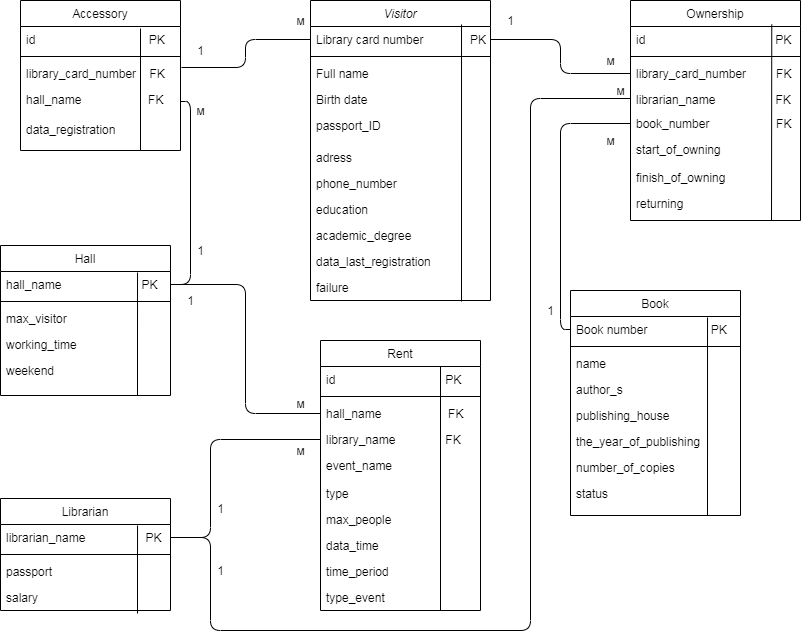 Accessory
id PK
library_card_number FK
hall_name FK
data_registration
1
M
M
1
Visitor
Library card number PK
Full name
Birth date
passport_ID
adress
phone_number
education
academic_degree
data_last_registration
failure
1
M
M
M
Ownership
id PK
library_card_number FK
librarian_name FK
book_number FK
start_of_owning
finish_of_owning
returning
Hall
hall_name PK
max_visitor
working_time
weekend
1
M
M
Rent
id PK
hall_name FK
library_name FK
event_name
type
max_people
data_time
time_period
type_event
1
Book
Book number PK
name
author_s
publishing_house
the_year_of_publishing
number_of_copies
status
Librarian
librarian_name PK
passport
salary
1
1